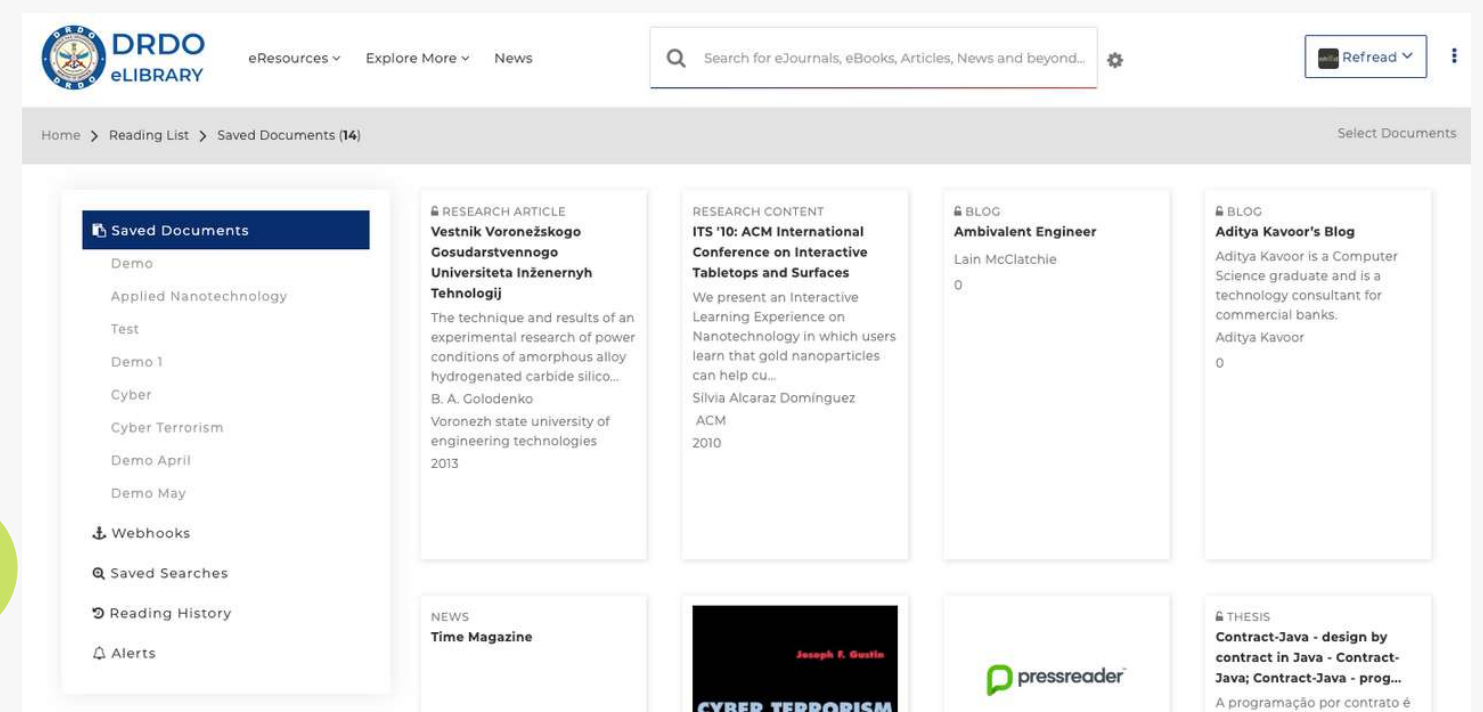 DRDO
eLIBRARY
eResources
Explore More
News
Search for eJournals, eBooks, Articles, News and beyond...
Refread
Home > Reading List > Saved Documents (14)
Select Documents
Saved Documents
Demo
Applied Nanotechnology
Test
Demo 1
Cyber
Cyber Terrorism
Demo April
Demo May
Webhooks
Saved Searches
Reading History
Alerts
RESEARCH ARTICLE
Vestnik Voronežskogo
Gosudarstvennogo
Universiteta Inženernyh
Tehnologij
The technique and results of an
experimental research of power
conditions of amorphous alloy
hydrogenated carbide silico...
B. A. Golodenko
Voronezh state university of
engineering technologies
2013
RESEARCH CONTENT
ITS '10: ACM International
Conference on Interactive
Tabletops and Surfaces
We present an Interactive
Learning Experience on
Nanotechnology in which users
learn that gold nanoparticles
can help cu...
Silvia Alcaraz Domínguez
ACM
2010
BLOG
Ambivalent Engineer
Lain McClatchie
0
BLOG
Aditya Kavoor's Blog
Aditya Kavoor is a Computer
Science graduate and is a
technology consultant for
commercial banks.
Aditya Kavoor
0
NEWS
Time Magazine
Joseph F. Gustin
CYBER TERRORISM
pressreader
THESIS
Contract-Java - design by
contract in Java - Contract-
Java; Contract-Java - prog...
A programação por contrato é